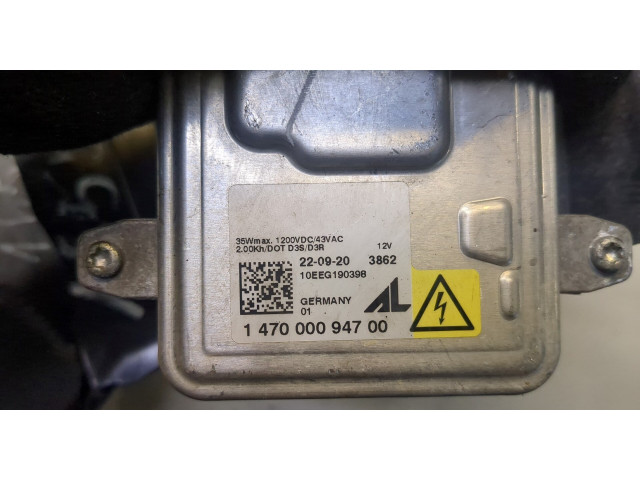 35Wmax. 1200VDC/43VAC
2.00Kh/DOT D3S/D3R 12V
22-09-20 3862
10EEG190398
GERMANY AL
01
1 470 000 947 00